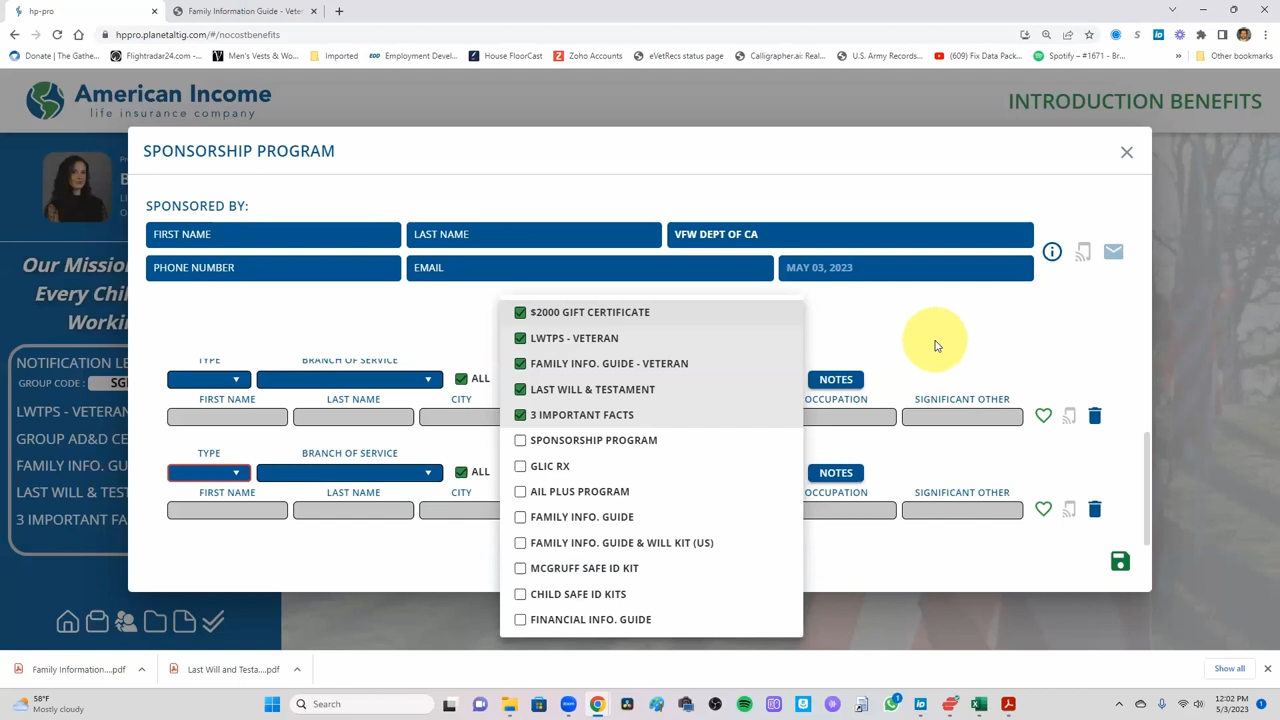 hp-pro
Family Information Guide - Veter
hppro.planetaltig.com/#/nocostbenefits
Donate | The Gathe...
Flightradar24.com -...
Men's Vests & Wo...
Imported
EDD Employment Devel...
House FloorCast
Zoho Accounts
eVetRecs status page
Calligrapher.ai: Real...
U.S. Army Records...
(609) Fix Data Pack...
Spotify – #1671 - Br...
Other bookmarks
American Income
life insurance company
INTRODUCTION BENEFITS
SPONSORSHIP PROGRAM
SPONSORED BY:
FIRST NAME
LAST NAME
VFW DEPT OF CA
PHONE NUMBER
EMAIL
MAY 03, 2023
Our Mission
Every Chil
Workin
NOTIFICATION LE
GROUP CODE : SG
LWTPS - VETERAN
GROUP AD&D CE
FAMILY INFO. GU
LAST WILL & TEST
3 IMPORTANT FA
$2000 GIFT CERTIFICATE
LWTPS - VETERAN
FAMILY INFO. GUIDE - VETERAN
LAST WILL & TESTAMENT
3 IMPORTANT FACTS
SPONSORSHIP PROGRAM
GLIC RX
AIL PLUS PROGRAM
FAMILY INFO. GUIDE
FAMILY INFO. GUIDE & WILL KIT (US)
MCGRUFF SAFE ID KIT
CHILD SAFE ID KITS
FINANCIAL INFO. GUIDE
TYPE
BRANCH OF SERVICE
ALL
NOTES
FIRST NAME
LAST NAME
CITY
OCCUPATION
SIGNIFICANT OTHER
TYPE
BRANCH OF SERVICE
ALL
NOTES
FIRST NAME
LAST NAME
CITY
OCCUPATION
SIGNIFICANT OTHER
Family Information....pdf
Last Will and Testa....pdf
Show all
58°F
Mostly cloudy
Search
1
12:02 PM
5/3/2023